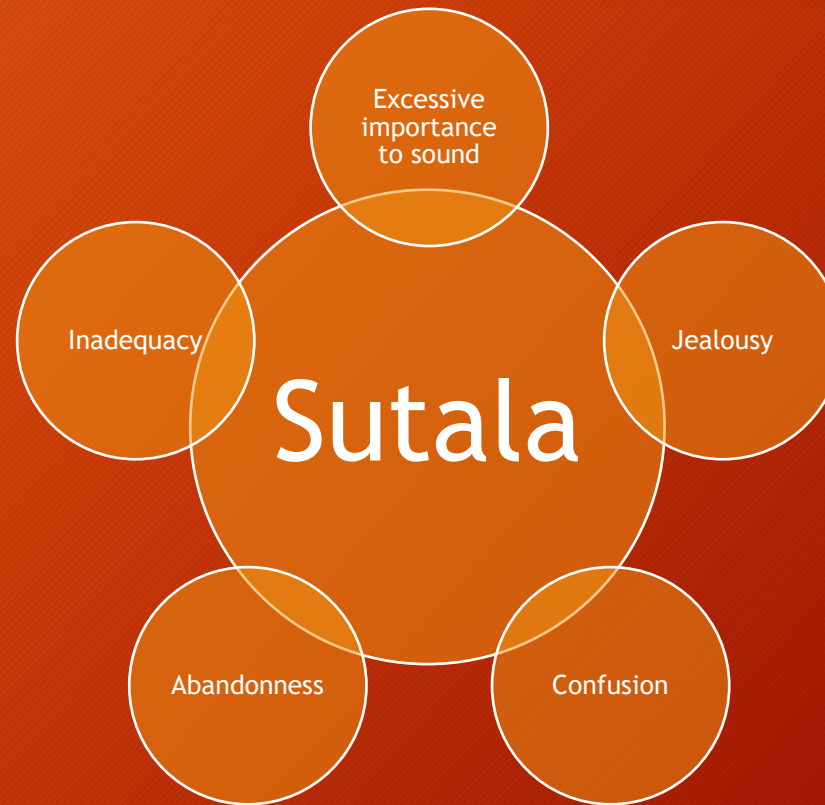 Excessive
importance
to sound
Inadequacy
Jealousy
Sutala
Abandonness
Confusion